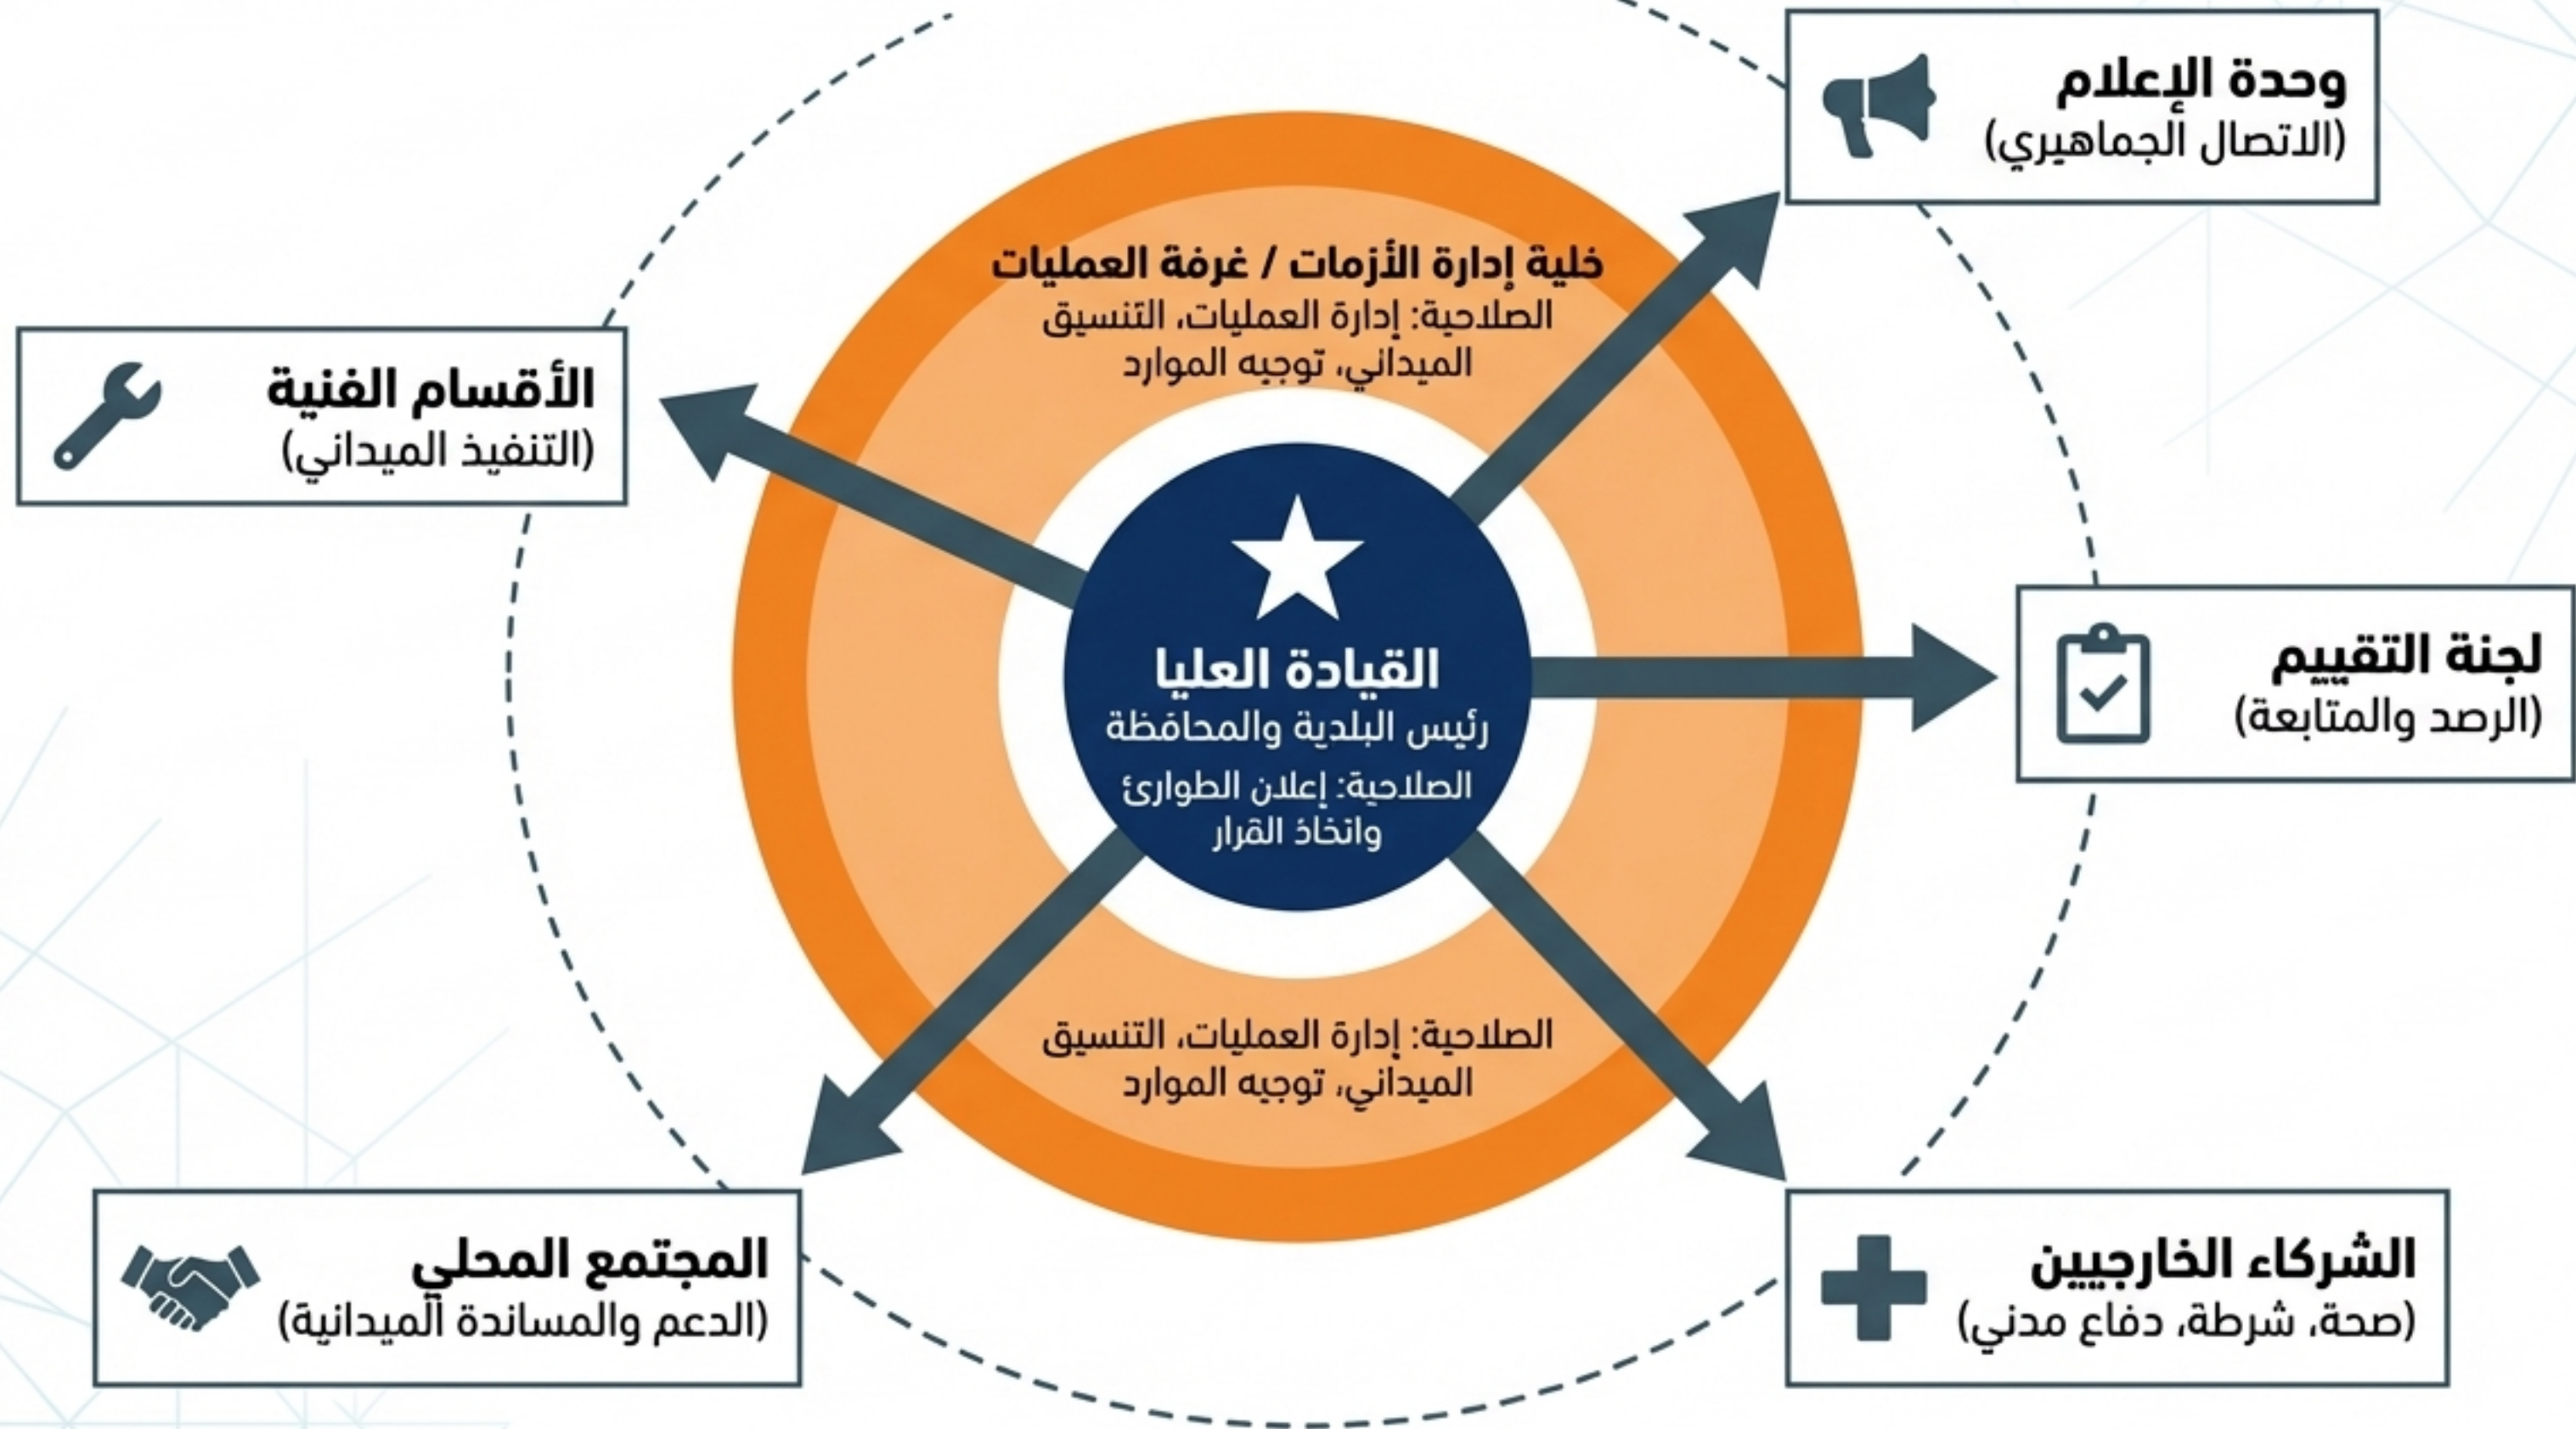 وحدة الإعلام
(الاتصال الجماهيري)
خلية إدارة الأزمات / غرفة العمليات
الصلاحية: إدارة العمليات، التنسيق
الميداني، توجيه الموارد
الأقسام الفنية
(التنفيذ الميداني)
لجنة التقييم
(الرصد والمتابعة)
القيادة العليا
رئيس البلدية والمحافظة
الصلاحية: إعلان الطوارئ
واتخاذ القرار
الصلاحية: إدارة العمليات، التنسيق
الميداني، توجيه الموارد
الشركاء الخارجيين
(صحة، شرطة، دفاع مدني)
المجتمع المحلي
(الدعم والمساندة الميدانية)